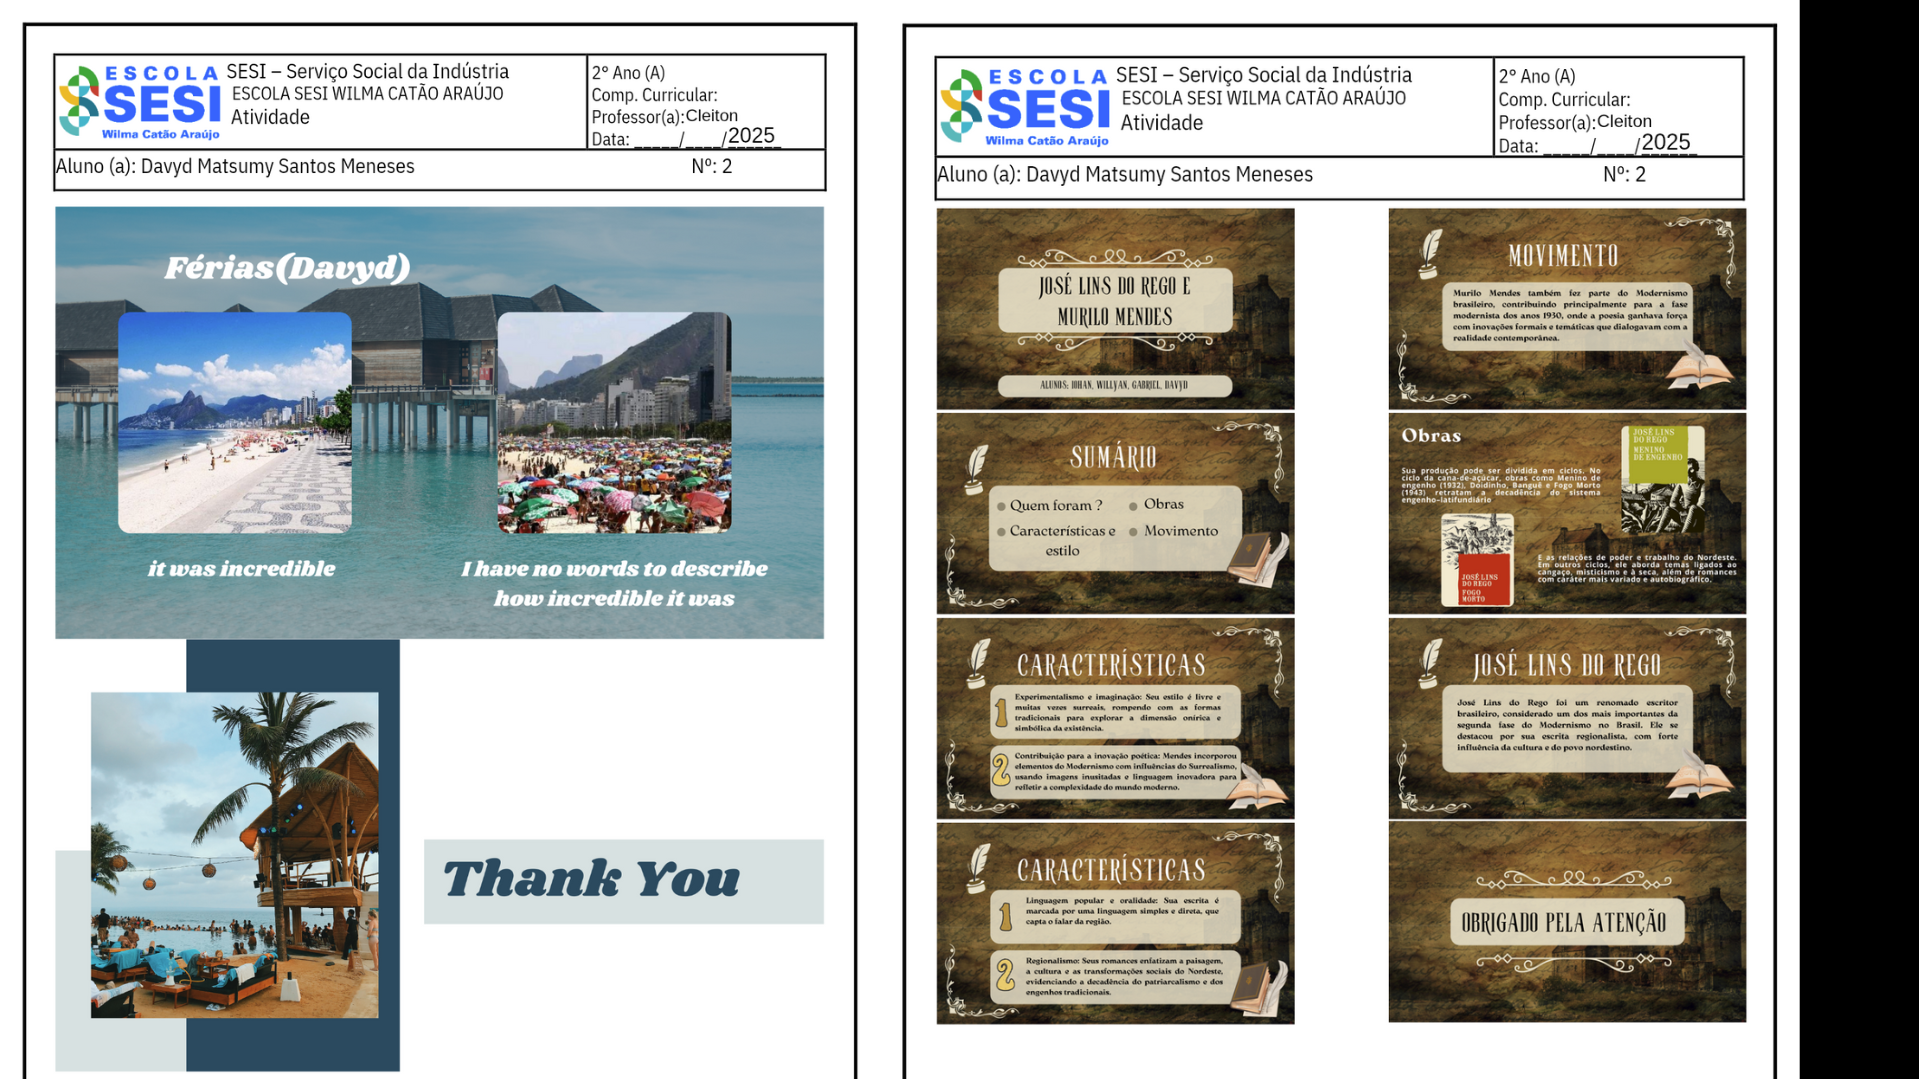 ESCOLA
SESI
Wilma Catão Araújo
SESI – Serviço Social da Indústria
ESCOLA SESI WILMA CATÃO ARAÚJO
Atividade
2° Ano (A)
Comp. Curricular:
Professor(a):Cleiton
Data: _____/____/2025
Aluno (a): Davyd Matsumy Santos Meneses
Nº: 2
Férias(Davyd)
it was incredible
I have no words to describe
how incredible it was
Thank You
ESCOLA
SESI
Wilma Catão Araújo
SESI – Serviço Social da Indústria
ESCOLA SESI WILMA CATÃO ARAÚJO
Atividade
2° Ano (A)
Comp. Curricular:
Professor(a):Cleiton
Data: _____/____/2025
Aluno (a): Davyd Matsumy Santos Meneses
Nº: 2
JOSÉ LINS DO REGO E
MURILO MENDES
ALUNOS: JOHAN, WILLYAN, GABRIEL, DAVYD
MOVIMENTO
Murilo Mendes também fez parte do Modernismo
brasileiro, contribuindo principalmente para a fase
modernista dos anos 1930, onde a poesia ganhava força
com inovações formais e temáticas que dialogavam com a
realidade contemporânea.
SUMÁRIO
Quem foram ?
Características e
estilo
Obras
Movimento
Obras
Sua produção pode ser dividida em ciclos. No
ciclo da cana-de-açúcar, obras como Menino de
engenho (1932), Doidinho, Banguê e Fogo Morto
(1943) retratam a decadência do sistema
engenho-latifundiário
JOSÉ LINS
DO REGO
MENINO
DE ENGENHO
JOSÉ LINS
DO REGO
FOGO
MORTO
E as relações de poder e trabalho do Nordeste.
Em outros ciclos, ele aborda temas ligados ao
cangaço, misticismo e à seca, além de romances
com caráter mais variado e autobiográfico.
CARACTERÍSTICAS
1
Experimentalismo e imaginação: Seu estilo é livre e
muitas vezes surreais, rompendo com as formas
tradicionais para explorar a dimensão onírica e
simbólica da existência.
2
Contribuição para a inovação poética: Mendes incorporou
elementos do Modernismo com influências do Surrealismo,
usando imagens inusitadas e linguagem inovadora para
refletir a complexidade do mundo moderno.
JOSÉ LINS DO REGO
José Lins do Rego foi um renomado escritor
brasileiro, considerado um dos mais importantes da
segunda fase do Modernismo no Brasil. Ele se
destacou por sua escrita regionalista, com forte
influência da cultura e do povo nordestino.
CARACTERÍSTICAS
1
Linguagem popular e oralidade: Sua escrita é
marcada por uma linguagem simples e direta, que
capta o falar da região.
2
Regionalismo: Seus romances enfatizam a paisagem,
a cultura e as transformações sociais do Nordeste,
evidenciando a decadência do patriarcalismo e dos
engenhos tradicionais.
OBRIGADO PELA ATENÇÃO